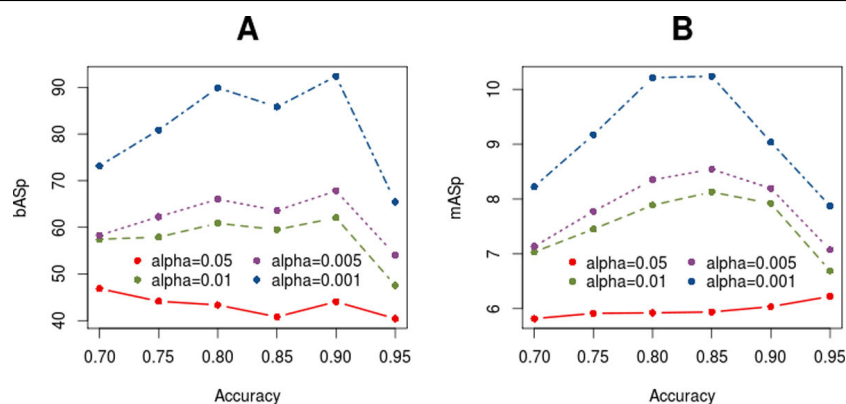 A
bASp
90
80
70
60
50
40
alpha=0.05 alpha=0.005
alpha=0.01 alpha=0.001
0.70 0.75 0.80 0.85 0.90 0.95
Accuracy
B
mASp
10
9
8
7
6
alpha=0.05 alpha=0.005
alpha=0.01 alpha=0.001
0.70 0.75 0.80 0.85 0.90 0.95
Accuracy